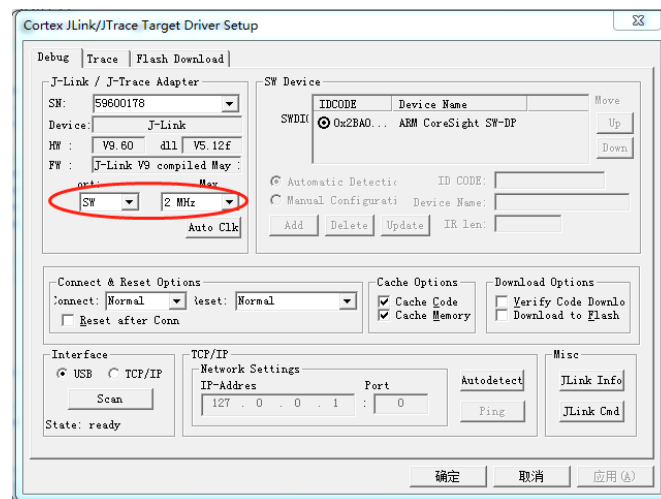 Cortex JLink/JTrace Target Driver Setup
Debug Trace Flash Download
J-Link / J-Trace Adapter
SN: 59600178
Device: J-Link
HW : V9.60 dll V5.12f
FW : J-Link V9 compiled May :
ort: Max
SW 2 MHz
Auto Clk
SW Device
IDCODE Device Name Move
SWDI( 0x2BA0... ARM CoreSight SW-DP Up
Down
Automatic Detectic ID CODE:
Manual Configurati Device Name:
Add Delete Update IR len:
Connect & Reset Options
Connect: Normal Reset: Normal
Reset after Conn
Cache Options
Cache Code
Cache Memory
Download Options
Verify Code Downlo
Download to Flash
Interface
USB TCP/IP
Scan
State: ready
TCP/IP
Network Settings
IP-Addres Port
127 . 0 . 0 . 1 : 0
Autodetect
Ping
Misc
JLink Info
JLink Cmd
确定 取消 应用(A)